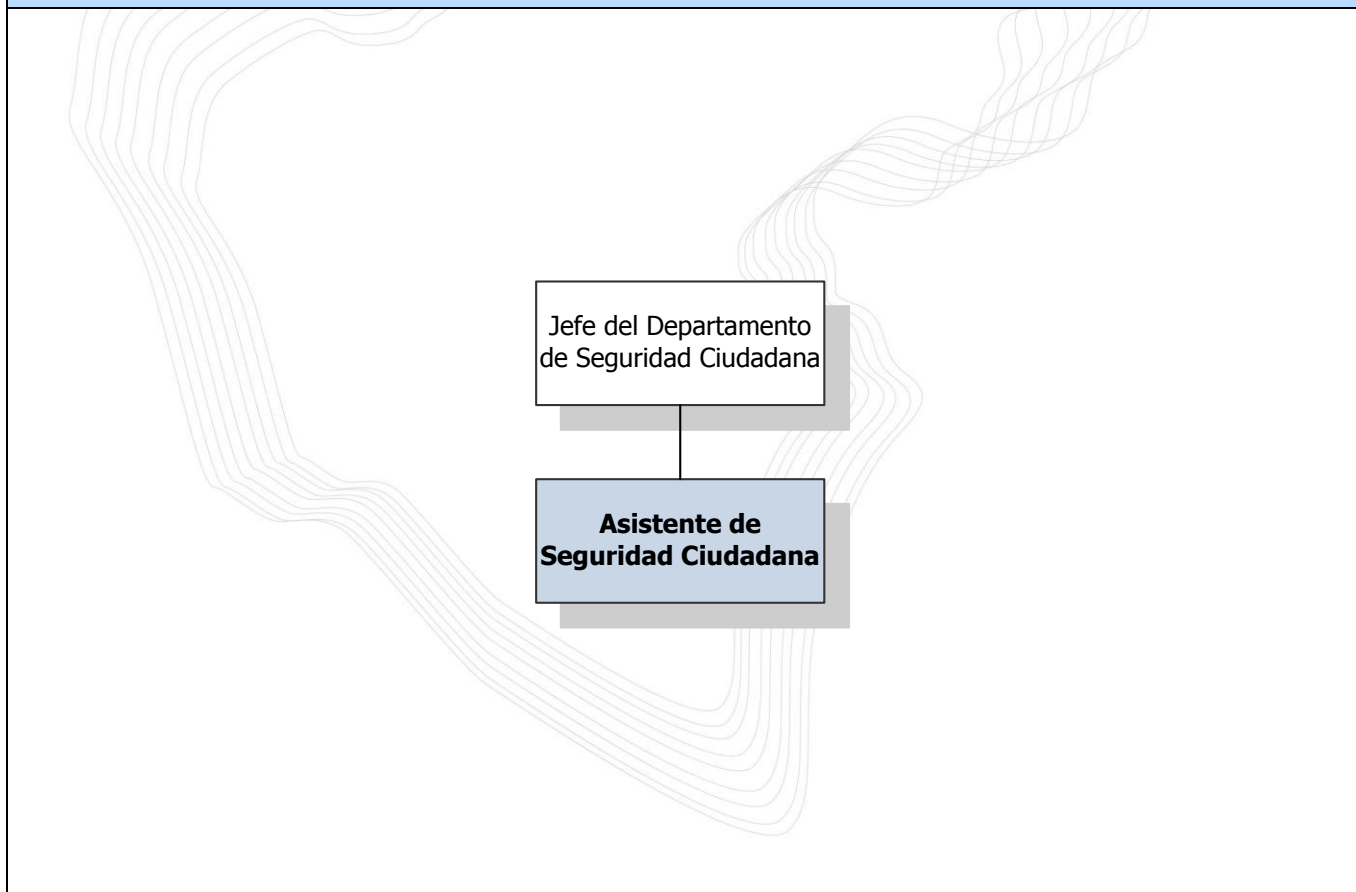 Jefe del Departamento
de Seguridad Ciudadana
Asistente de
Seguridad Ciudadana